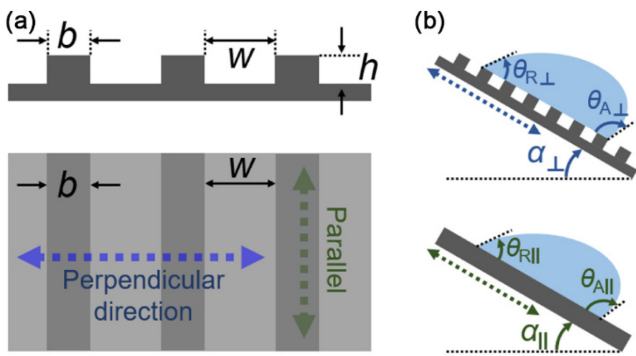 (a)
b
w
h
b
w
Perpendicular
direction
Parallel
(b)
θR⊥
θA⊥
α⊥
θR||
θA||
α||